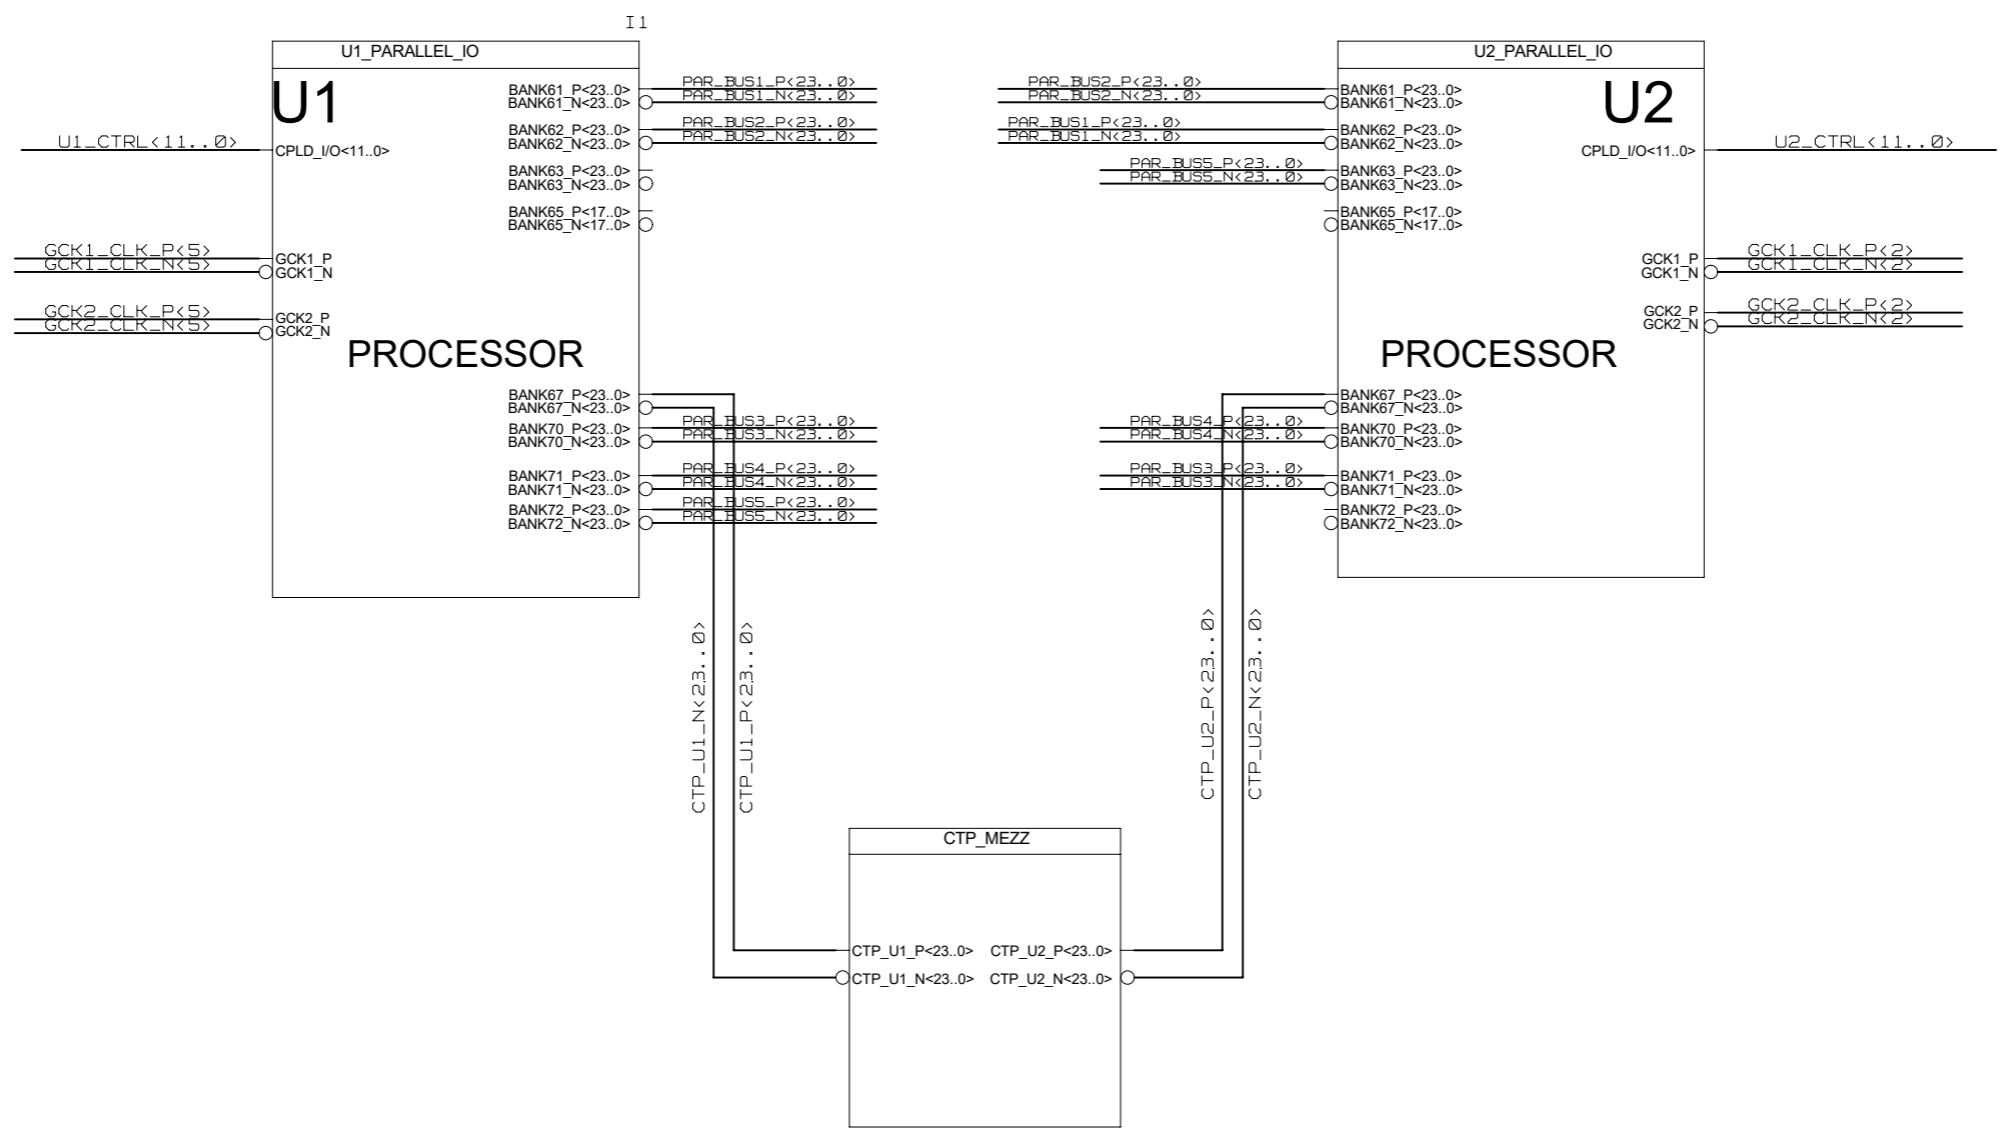 I1
U1_PARALLEL_IO
U1
U1_CTRL<11..0>
CPLD_I/O<11..0>
GCK1_CLK_P<5>
GCK1_CLK_N<5>
GCK1_P
GCK1_N
GCK2_CLK_P<5>
GCK2_CLK_N<5>
GCK2_P
GCK2_N
PROCESSOR
BANK61_P<23..0>
BANK61_N<23..0>
BANK62_P<23..0>
BANK62_N<23..0>
BANK63_P<23..0>
BANK63_N<23..0>
BANK65_P<17..0>
BANK65_N<17..0>
BANK67_P<23..0>
BANK67_N<23..0>
BANK70_P<23..0>
BANK70_N<23..0>
BANK71_P<23..0>
BANK71_N<23..0>
BANK72_P<23..0>
BANK72_N<23..0>
PAR_BUS1_P<23..0>
PAR_BUS1_N<23..0>
PAR_BUS2_P<23..0>
PAR_BUS2_N<23..0>
PAR_BUS3_P<23..0>
PAR_BUS3_N<23..0>
PAR_BUS4_P<23..0>
PAR_BUS4_N<23..0>
PAR_BUS5_P<23..0>
PAR_BUS5_N<23..0>
U2_PARALLEL_IO
U2
PAR_BUS2_P<23..0>
PAR_BUS2_N<23..0>
PAR_BUS1_P<23..0>
PAR_BUS1_N<23..0>
PAR_BUS5_P<23..0>
PAR_BUS5_N<23..0>
PAR_BUS4_P<23..0>
PAR_BUS4_N<23..0>
PAR_BUS3_P<23..0>
PAR_BUS3_N<23..0>
BANK61_P<23..0>
BANK61_N<23..0>
BANK62_P<23..0>
BANK62_N<23..0>
BANK63_P<23..0>
BANK63_N<23..0>
BANK65_P<17..0>
BANK65_N<17..0>
PROCESSOR
BANK67_P<23..0>
BANK67_N<23..0>
BANK70_P<23..0>
BANK70_N<23..0>
BANK71_P<23..0>
BANK71_N<23..0>
BANK72_P<23..0>
BANK72_N<23..0>
CPLD_I/O<11..0>
U2_CTRL<11..0>
GCK1_P
GCK1_N
GCK1_CLK_P<2>
GCK1_CLK_N<2>
GCK2_P
GCK2_N
GCK2_CLK_P<2>
GCK2_CLK_N<2>
CTP_U1_N<23..0>
CTP_U1_P<23..0>
CTP_U2_P<23..0>
CTP_U2_N<23..0>
CTP_MEZZ
CTP_U1_P<23..0>
CTP_U2_P<23..0>
CTP_U1_N<23..0>
CTP_U2_N<23..0>